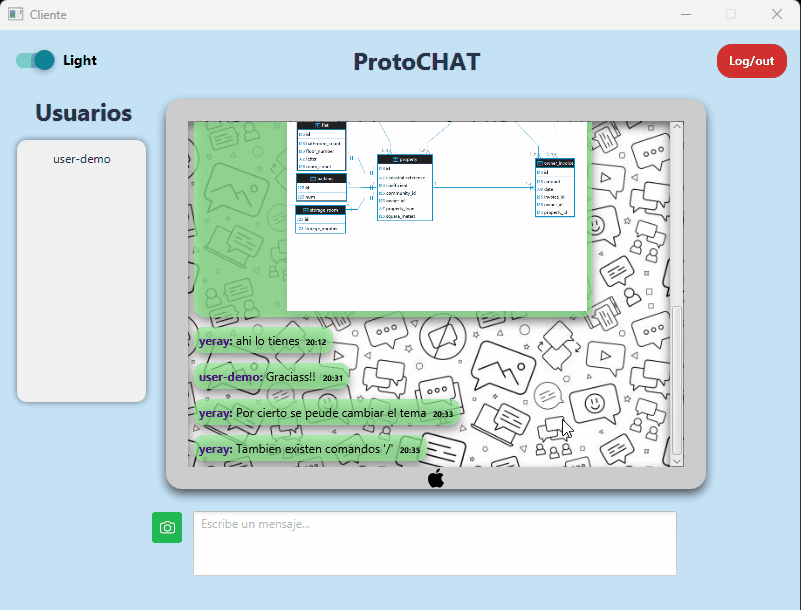 Cliente
Light
ProtoCHAT
Log/out
Usuarios
user-demo
flat
id
bathroom_count
floor_number
letter
room_count
parking
id
num
storage_room
id
storage_number
property
id
cadastral_reference
coefficient
community_id
owner_id
property_type
square_meters
owner_invoice
id
amount
date
invoice_id
owner_id
property_id
yeray: ahi lo tienes 20:12
user-demo: Graciass!! 20:31
yeray: Por cierto se peude cambiar el tema 20:33
yeray: Tambien existen comandos '/' 20:35
Escribe un mensaje...